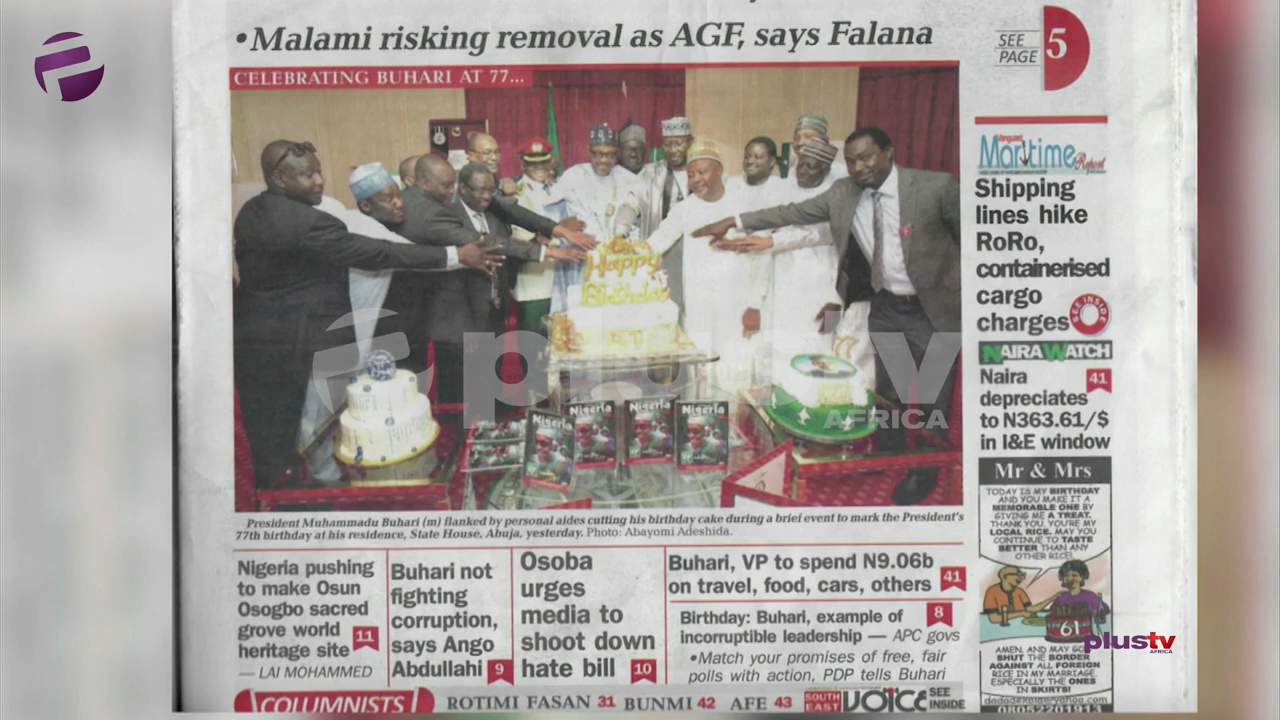 •Malami risking removal as AGF, says Falana
SEE
PAGE 5
CELEBRATING BUHARI AT 77...
Happy
Birthday
77
Nigeria
Nigeria
Nigeria
Nigeria
plustv
AFRICA
President Muhammadu Buhari (m) flanked by personal aides cutting his birthday cake during a brief event to mark the President's
77th birthday at his residence, State House, Abuja, yesterday. Photo: Abayomi Adeshida.
Nigeria pushing
to make Osun
Osogbo sacred
grove world
heritage site 11
— LAI MOHAMMED
Buhari not
fighting
corruption,
says Ango
Abdullahi 9
Osoba
urges
media to
shoot down
hate bill 10
Buhari, VP to spend N9.06b
on travel, food, cars, others 41
Birthday: Buhari, example of 8
incorruptible leadership — APC govs
•Match your promises of free, fair
polls with action, PDP tells Buhari
Vanguard
Maritime
Report
Shipping
lines hike
RoRo,
containerised
cargo
charges SEE INSIDE
NAIRA WATCH
Naira 41
depreciates
to N363.61/$
in I&E window
Mr & Mrs
TODAY IS MY BIRTHDAY
AND YOU MAKE IT A
MEMORABLE ONE BY
GIVING ME A TREAT.
THANK YOU, YOU'RE MY
LOCAL RICE. MAY YOU
CONTINUE TO TASTE
BETTER THAN ANY
OTHER RICE!
61
plustv
AFRICA
AMEN, AND MAY GOD
SHUT THE BORDER
AGAINST ALL FOREIGN
RICE IN MY MARRIAGE.
ESPECIALLY THE ONES
IN SKIRTS!
08052201913
COLUMNISTS ROTIMI FASAN 31 BUNMI 42 AFE 43 SOUTH EAST VOICE SEE INSIDE